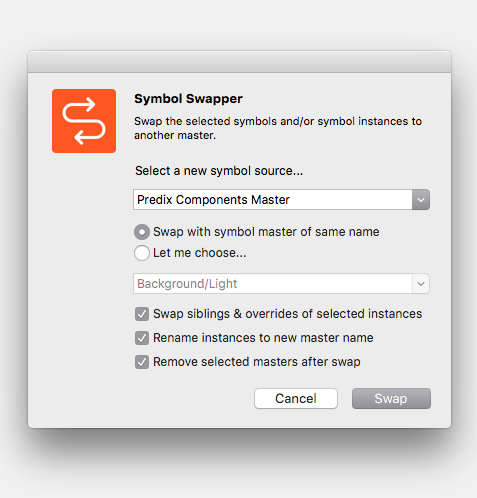 Symbol Swapper
Swap the selected symbols and/or symbol instances to
another master.
Select a new symbol source...
Predix Components Master
Swap with symbol master of same name
Let me choose...
Background/Light
Swap siblings & overrides of selected instances
Rename instances to new master name
Remove selected masters after swap
Cancel
Swap